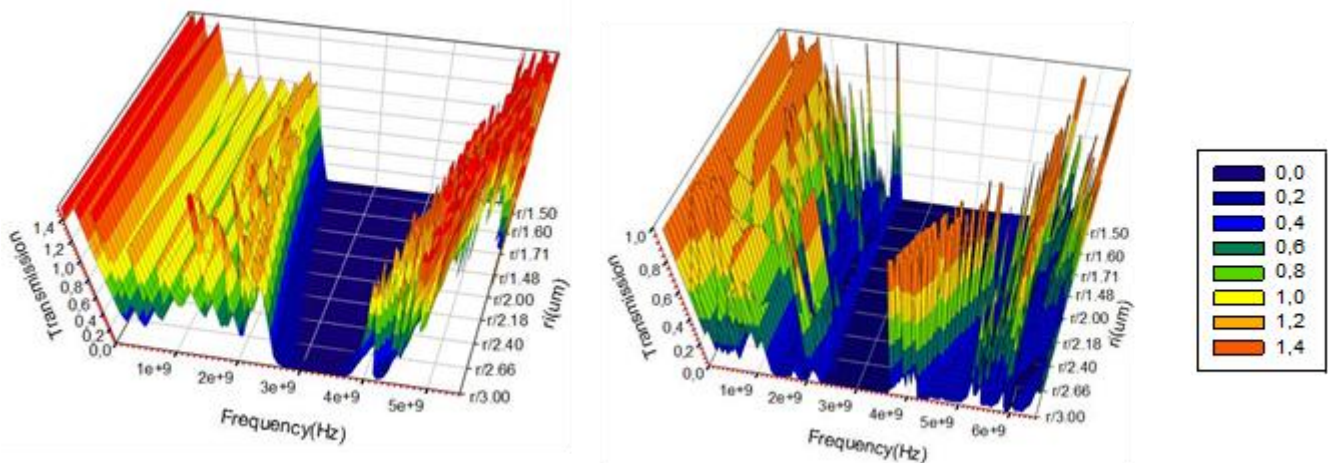 1,4
1,2
1,0
0,8
0,6
0,4
0,2
0,0
Transmission
1e+9
2e+9
3e+9
4e+9
5e+9
Frequency(Hz)
r/1.50
r/1.60
r/1.71
r/1.48
r/2.00
r/2.18
r/2.40
r/2.66
r/3.00
ri(um)
1,0
0,8
0,6
0,4
0,2
0,0
Transmission
1e+9
2e+9
3e+9
4e+9
5e+9
6e+9
Frequency(Hz)
r/1.50
r/1.60
r/1.71
r/1.48
r/2.00
r/2.18
r/2.40
r/2.66
r/3.00
ri(um)
0,0
0,2
0,4
0,6
0,8
1,0
1,2
1,4